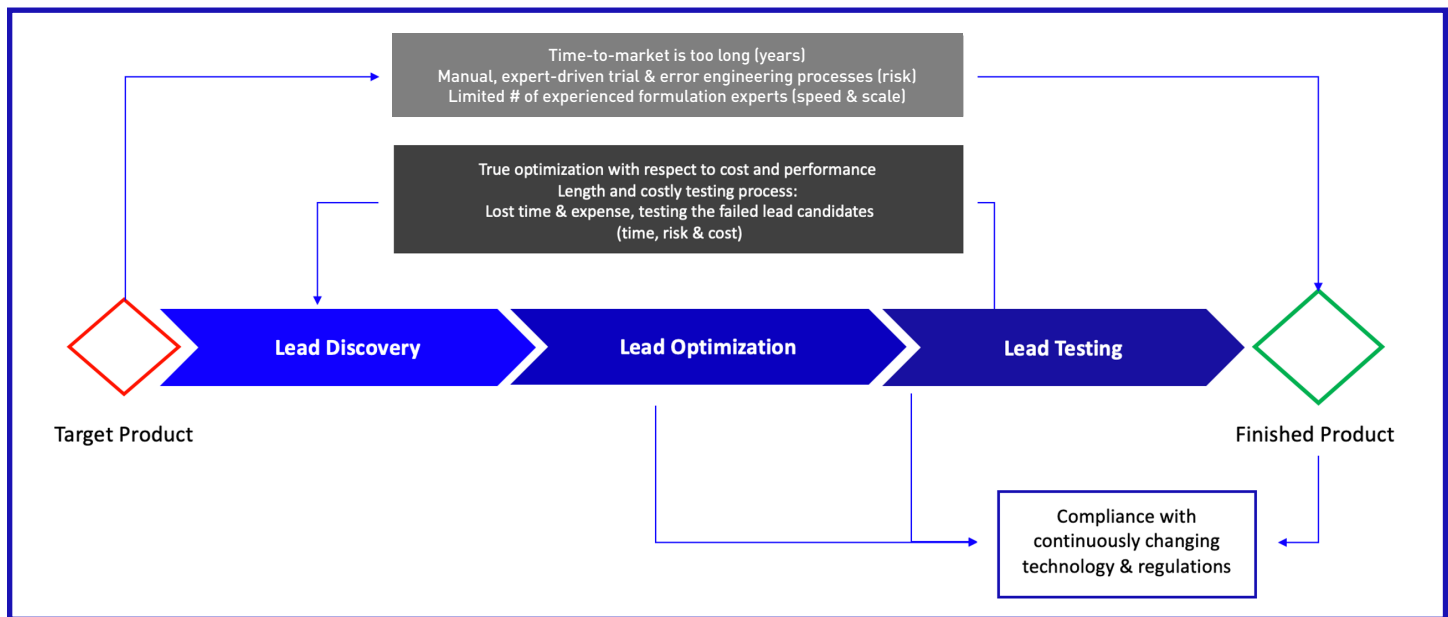 Time-to-market is too long (years)
Manual, expert-driven trial & error engineering processes (risk)
Limited # of experienced formulation experts (speed & scale)
True optimization with respect to cost and performance
Length and costly testing process:
Lost time & expense, testing the failed lead candidates
(time, risk & cost)
Lead Discovery
Lead Optimization
Lead Testing
Target Product
Finished Product
Compliance with
continuously changing
technology & regulations